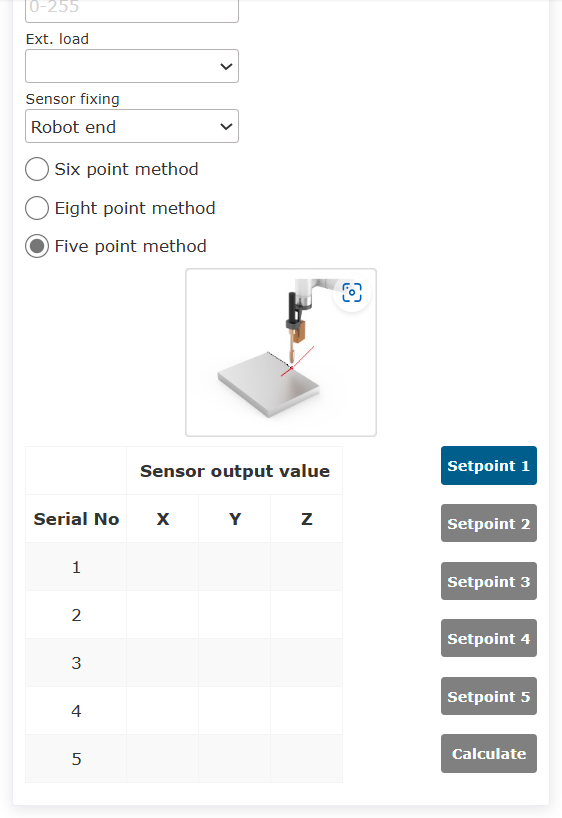 0-255
Ext. load
Sensor fixing
Robot end
Six point method
Eight point method
Five point method
Sensor output value
Serial No X Y Z
1
2
3
4
5
Setpoint 1
Setpoint 2
Setpoint 3
Setpoint 4
Setpoint 5
Calculate